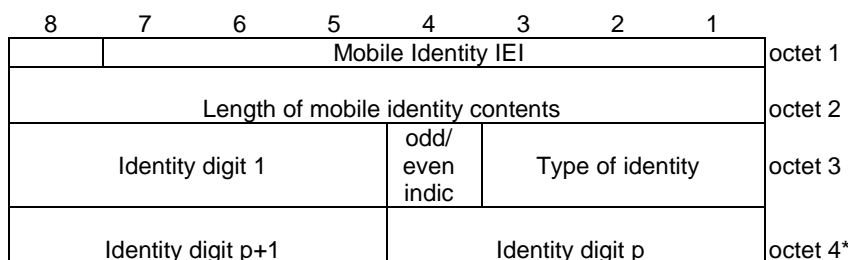 8 7 6 5 4 3 2 1
Mobile Identity IEI octet 1
Length of mobile identity contents octet 2
odd/
Identity digit 1 even Type of identity octet 3
indic
Identity digit p+1 Identity digit p octet 4*